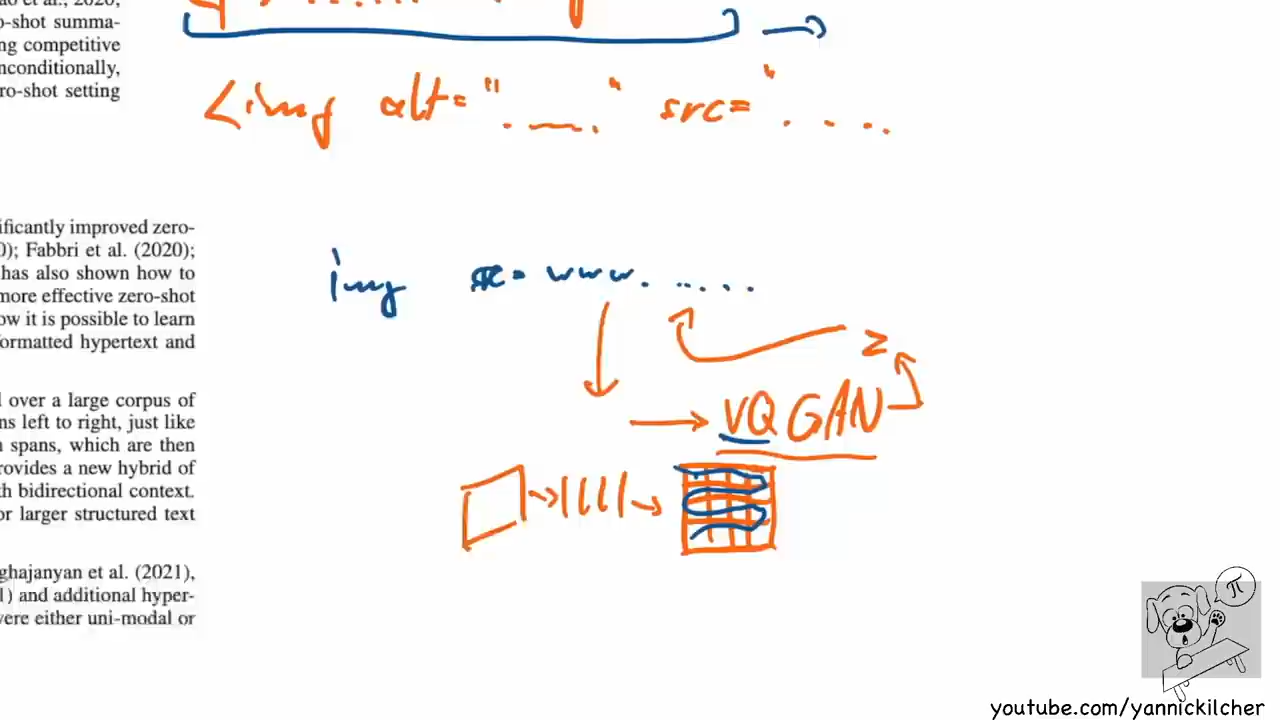 ao et al., 2020,
o-shot summa-
ng competitive
nconditionally,
ro-shot setting
<img alt=" . __ . " src=" . . . .
ificantly improved zero-
0); Fabbri et al. (2020);
has also shown how to
more effective zero-shot
ow it is possible to learn
formatted hypertext and
img src= www. . . . . .
z
VQGAN
l over a large corpus of
ns left to right, just like
n spans, which are then
rovides a new hybrid of
th bidirectional context.
or larger structured text
ghajanyan et al. (2021),
1) and additional hyper-
were either uni-modal or
π
youtube.com/yannickilcher